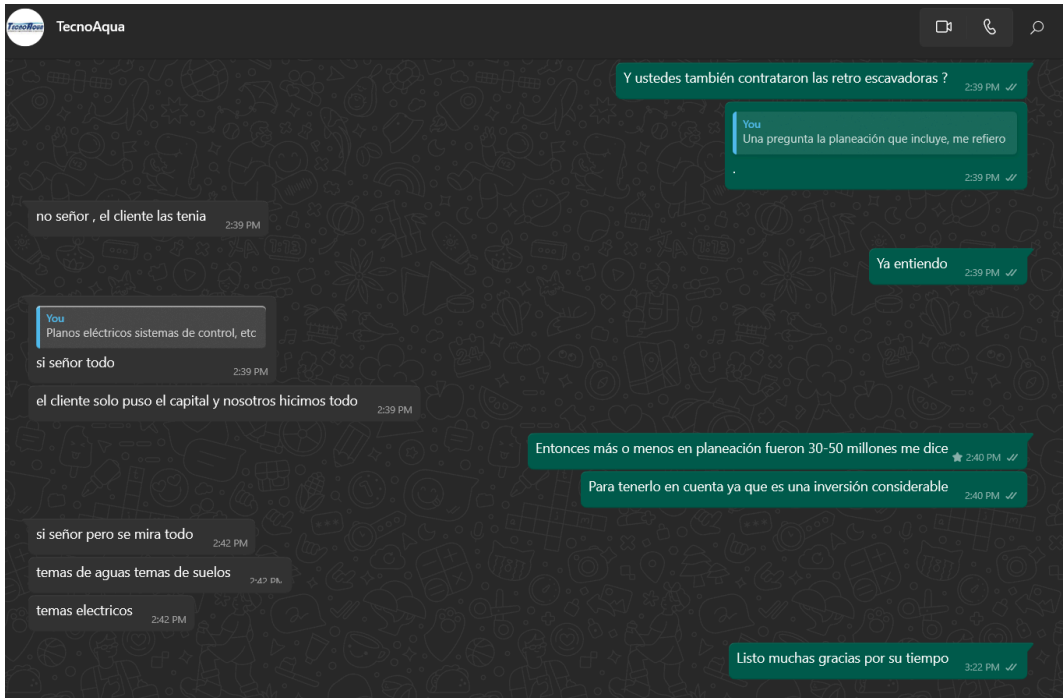 TecnoAqua
TecnoAqua
Y ustedes también contrataron las retro escavadoras ?
2:39 PM
You
Una pregunta la planeación que incluye, me refiero
.
2:39 PM
no señor , el cliente las tenia
2:39 PM
Ya entiendo
2:39 PM
You
Planos eléctricos sistemas de control, etc
si señor todo
2:39 PM
el cliente solo puso el capital y nosotros hicimos todo
2:39 PM
Entonces más o menos en planeación fueron 30-50 millones me dice
2:40 PM
Para tenerlo en cuenta ya que es una inversión considerable
2:40 PM
si señor pero se mira todo
2:42 PM
temas de aguas temas de suelos
2:42 PM
temas electricos
2:42 PM
Listo muchas gracias por su tiempo
3:22 PM